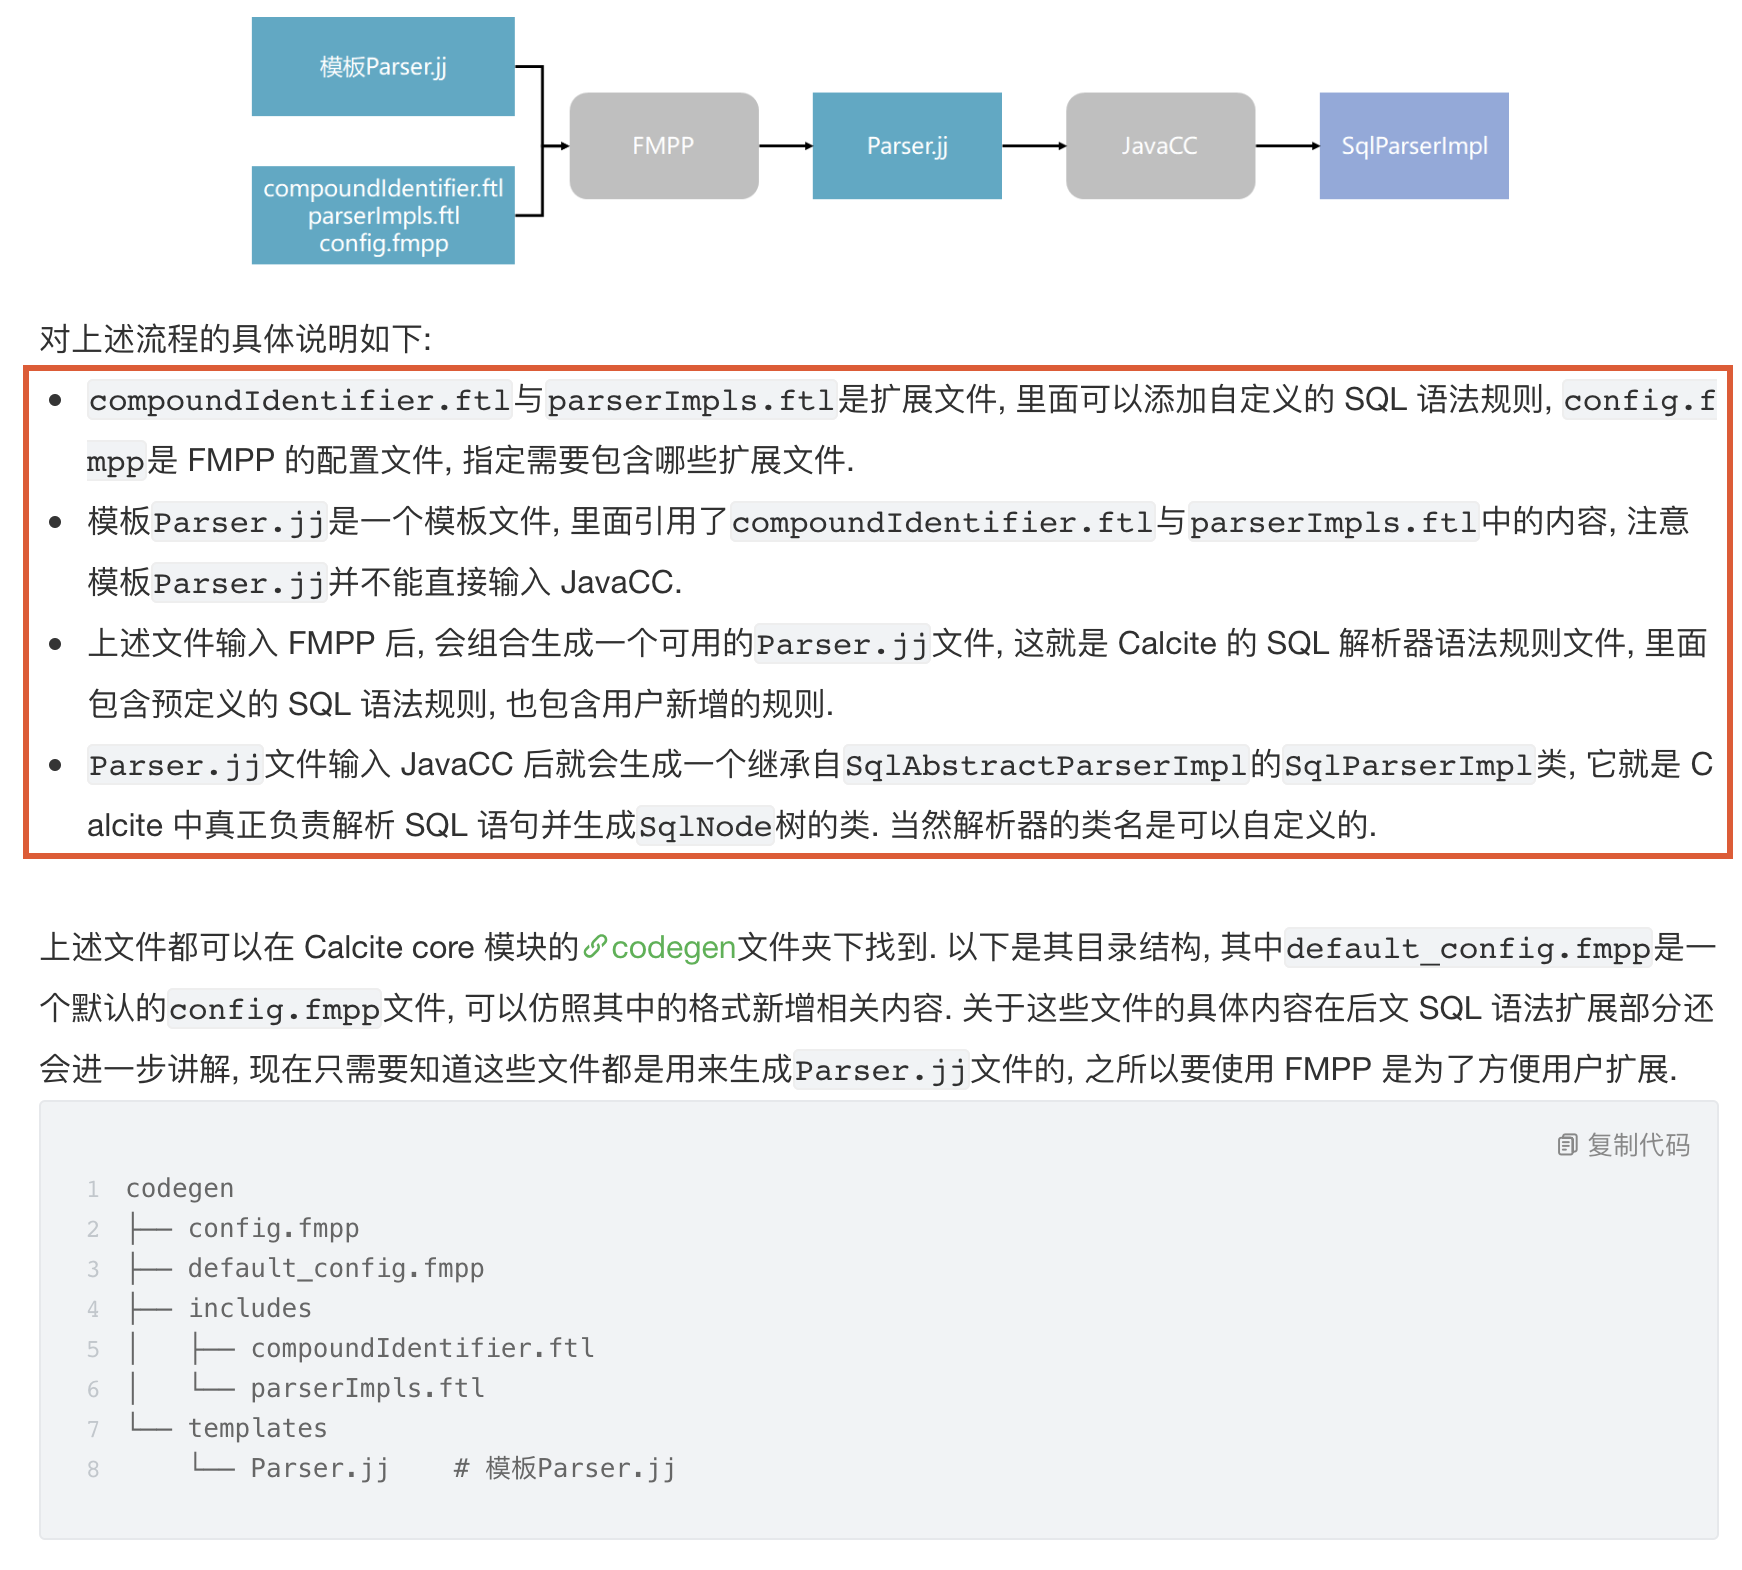 模板Parser.jj
compoundIdentifier.ftl
parserImpls.ftl
config.fmpp
FMPP
Parser.jj
JavaCC
SqlParserImpl
对上述流程的具体说明如下:
• compoundIdentifier.ftl与parserImpls.ftl是扩展文件, 里面可以添加自定义的 SQL 语法规则, config.f
mpp是 FMPP 的配置文件, 指定需要包含哪些扩展文件.
• 模板Parser.jj是一个模板文件, 里面引用了compoundIdentifier.ftl与parserImpls.ftl中的内容, 注意
模板Parser.jj并不能直接输入 JavaCC.
• 上述文件输入 FMPP 后, 会组合生成一个可用的Parser.jj文件, 这就是 Calcite 的 SQL 解析器语法规则文件, 里面
包含预定义的 SQL 语法规则, 也包含用户新增的规则.
• Parser.jj文件输入 JavaCC 后就会生成一个继承自SqlAbstractParserImpl的SqlParserImpl类, 它就是 C
alcite 中真正负责解析 SQL 语句并生成SqlNode树的类. 当然解析器的类名是可以自定义的.
上述文件都可以在 Calcite core 模块的codegen文件夹下找到. 以下是其目录结构, 其中default_config.fmpp是一
个默认的config.fmpp文件, 可以仿照其中的格式新增相关内容. 关于这些文件的具体内容在后文 SQL 语法扩展部分还
会进一步讲解, 现在只需要知道这些文件都是用来生成Parser.jj文件的, 之所以要使用 FMPP 是为了方便用户扩展.
复制代码
1 codegen
2 ├── config.fmpp
3 ├── default_config.fmpp
4 ├── includes
5 │   ├── compoundIdentifier.ftl
6 │   └── parserImpls.ftl
7 └── templates
8     └── Parser.jj    # 模板Parser.jj